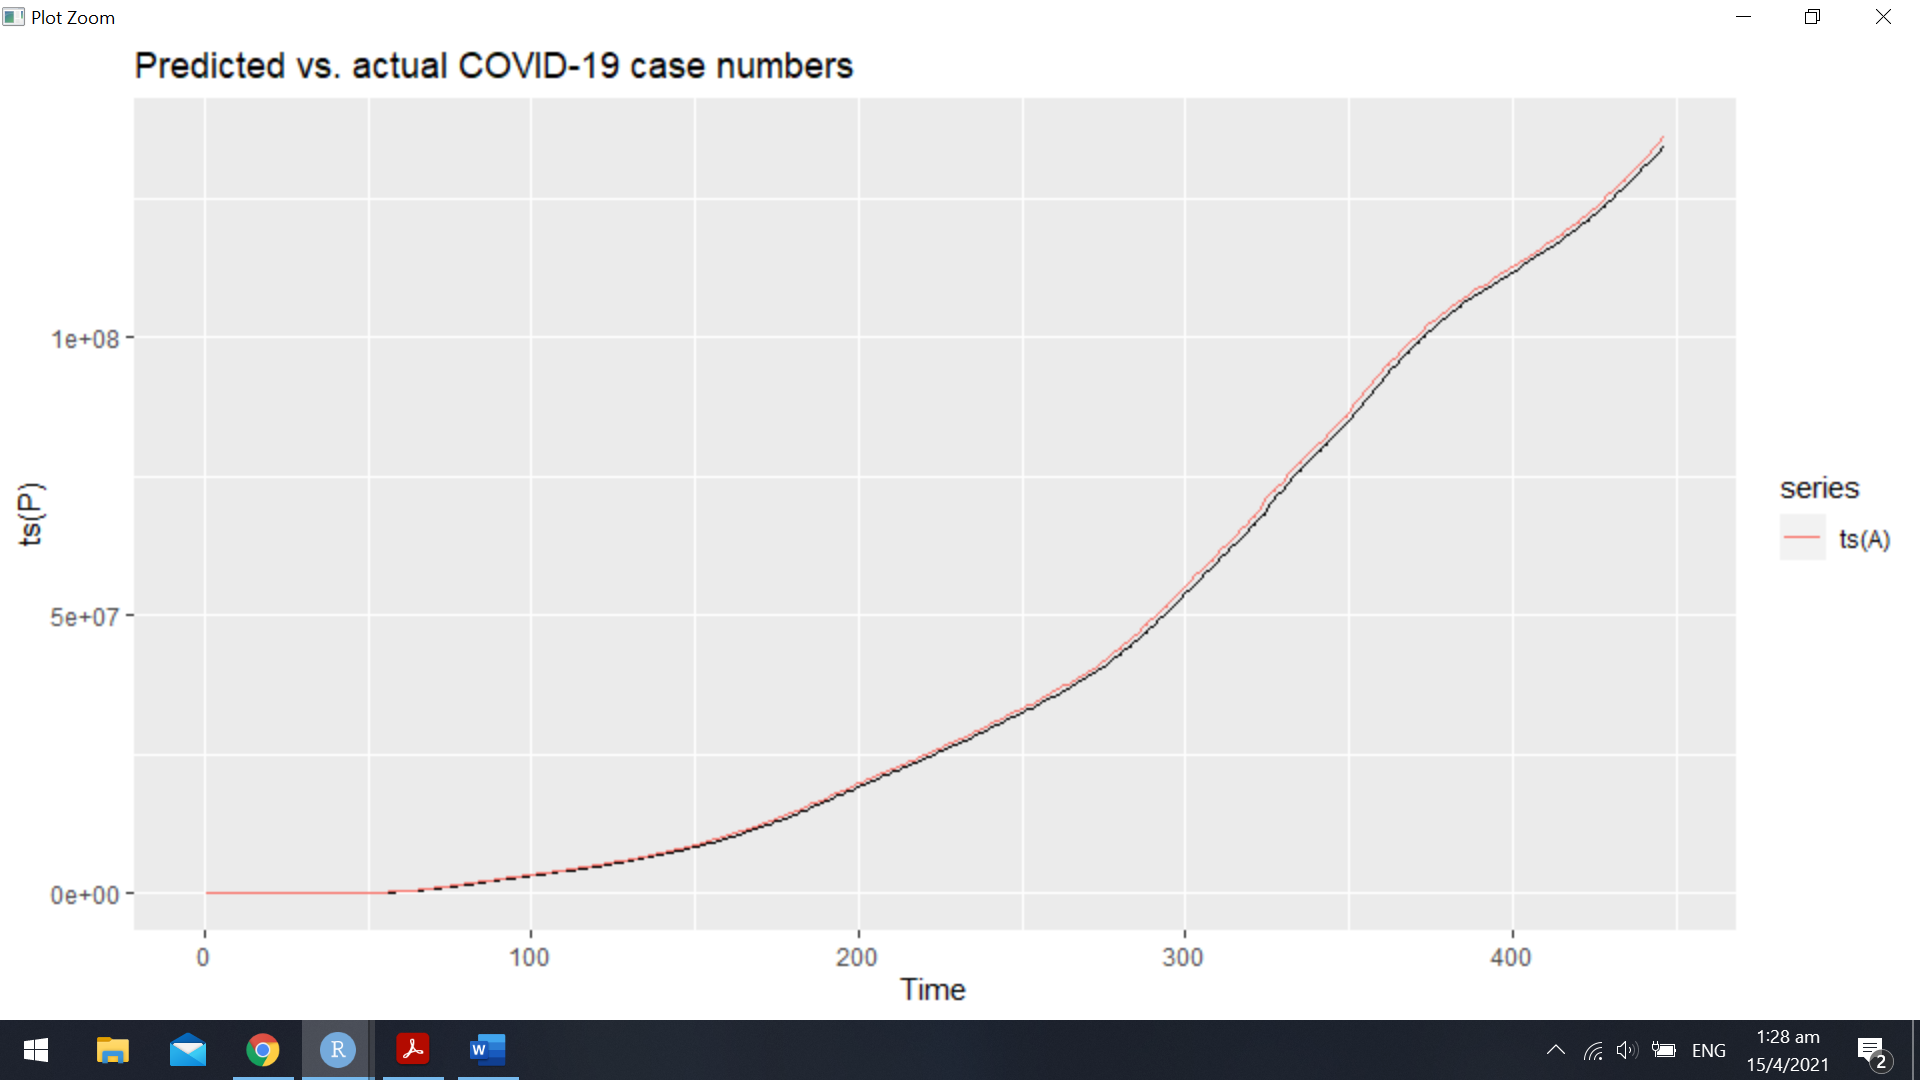 Plot Zoom
Predicted vs. actual COVID-19 case numbers
1e+08
5e+07
0e+00
ts(P)
0 100 200 300 400
Time
series
ts(A)
R
W
ENG
1:28 am
15/4/2021
2